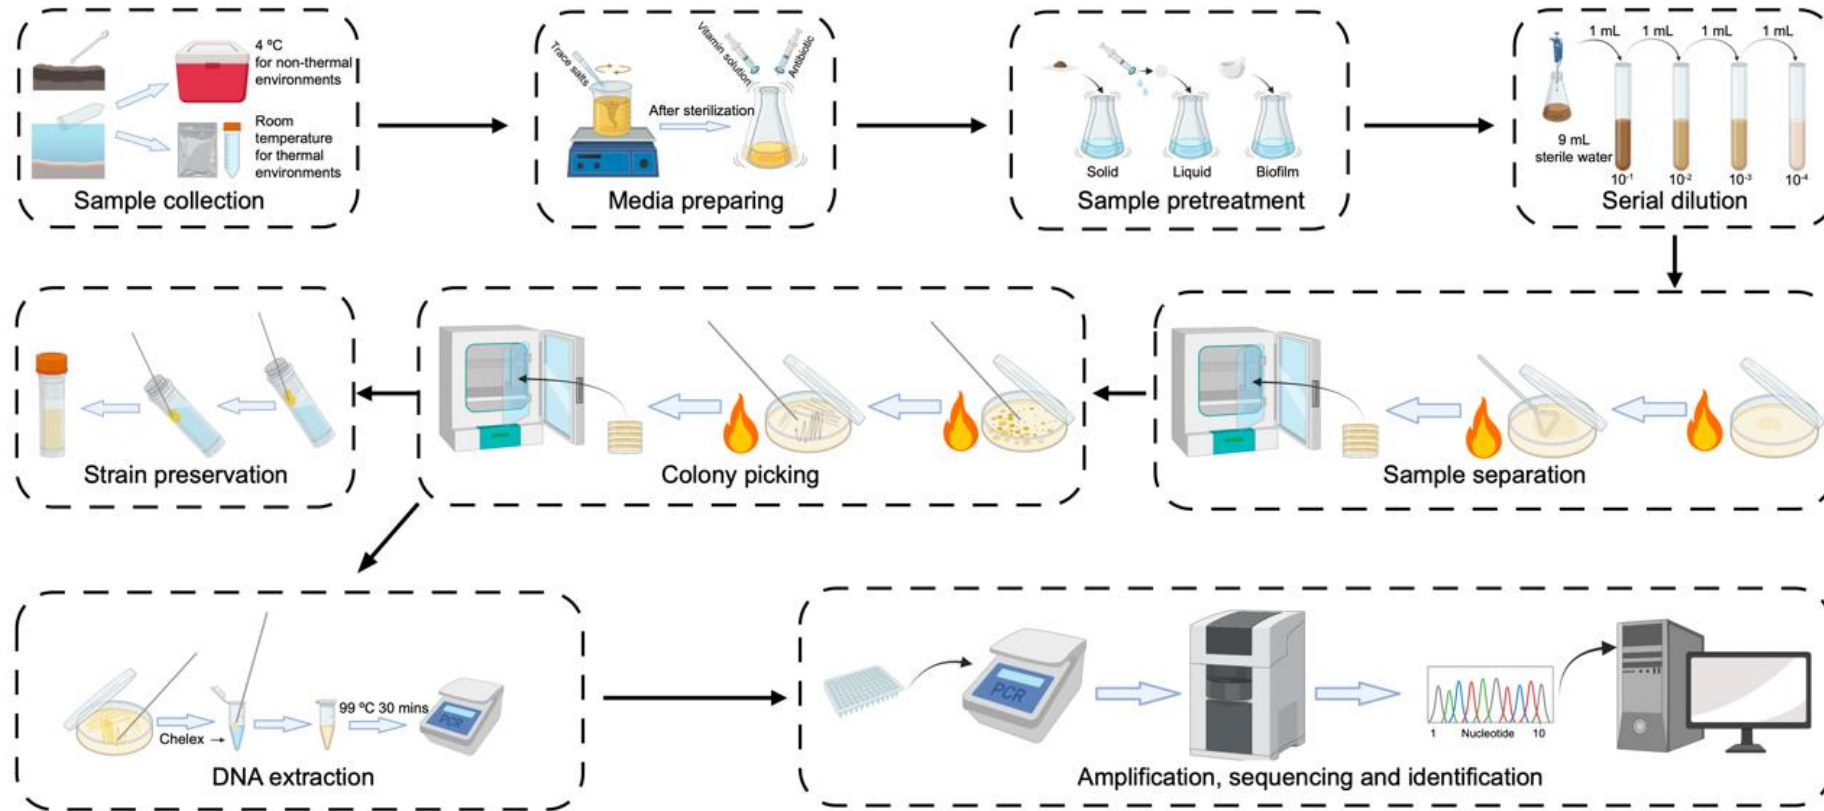 4 ºC
for non-thermal
environments
Room
temperature
for thermal
environments
Sample collection
Trace salts
After sterilization
Vitamin solution
Antibiotic
Media preparing
Solid
Liquid
Biofilm
Sample pretreatment
1 mL
1 mL
1 mL
1 mL
9 mL
sterile water
10⁻¹
10⁻²
10⁻³
10⁻⁴
Serial dilution
Strain preservation
Colony picking
Sample separation
Chelex
99 ºC 30 mins
PCR
DNA extraction
PCR
1 Nucleotide 10
Amplification, sequencing and identification